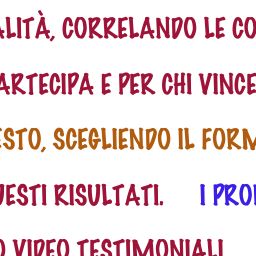 ALITÀ, CORRELANDO LE CO
ARTECIPA E PER CHI VINCE
ESTO, SCEGLIENDO IL FORM
UESTI RISULTATI. I PRO
O VIDEO TESTIMONIALI